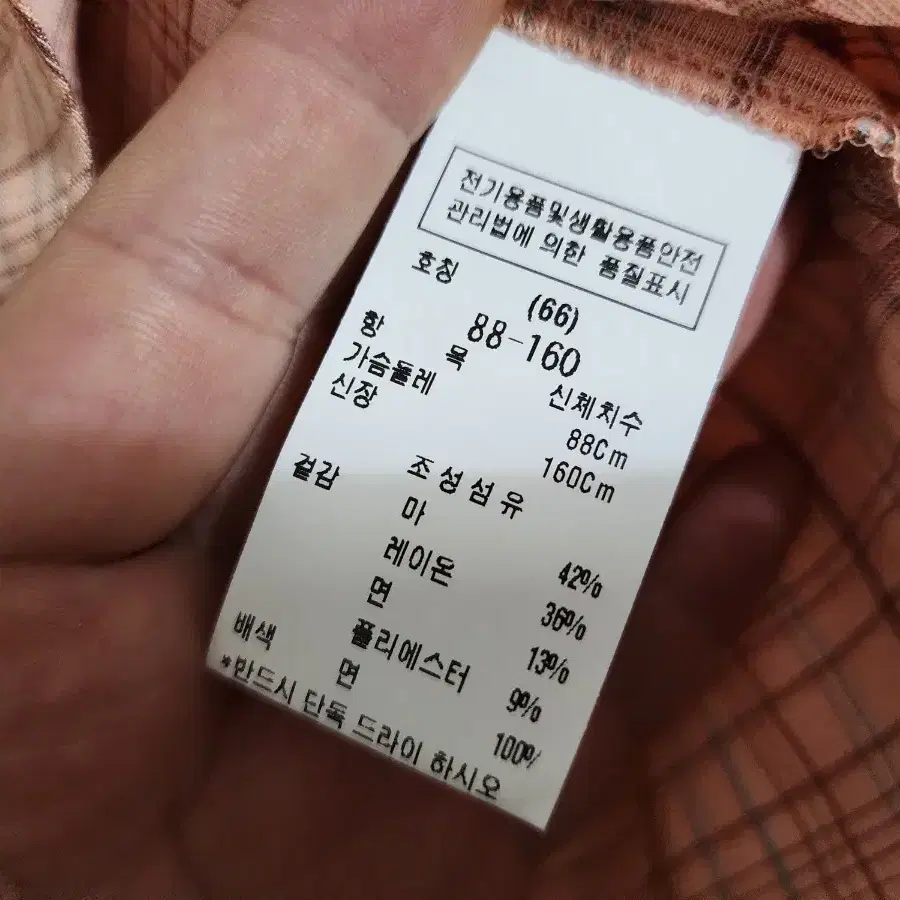 전기용품및생활용품안전
관리법에 의한 품질표시
호칭
(66)
88-160
항 목 신체치수
가슴둘레 88Cm
신장 160Cm
조성섬유
겉감 마 42%
레이온 36%
면 13%
폴리에스터 9%
배색 면 100%
*반드시 단독 드라이 하시오